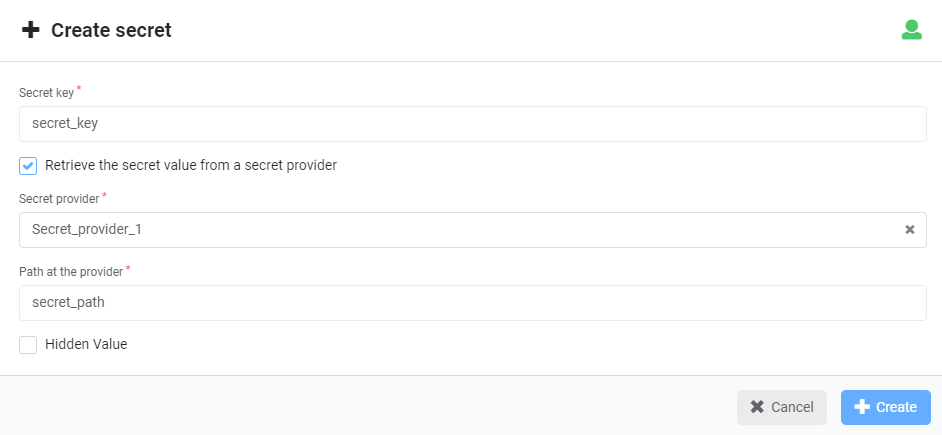 Create secret
Secret key *
secret_key
Retrieve the secret value from a secret provider
Secret provider *
Secret_provider_1
Path at the provider *
secret_path
Hidden Value
Cancel
Create